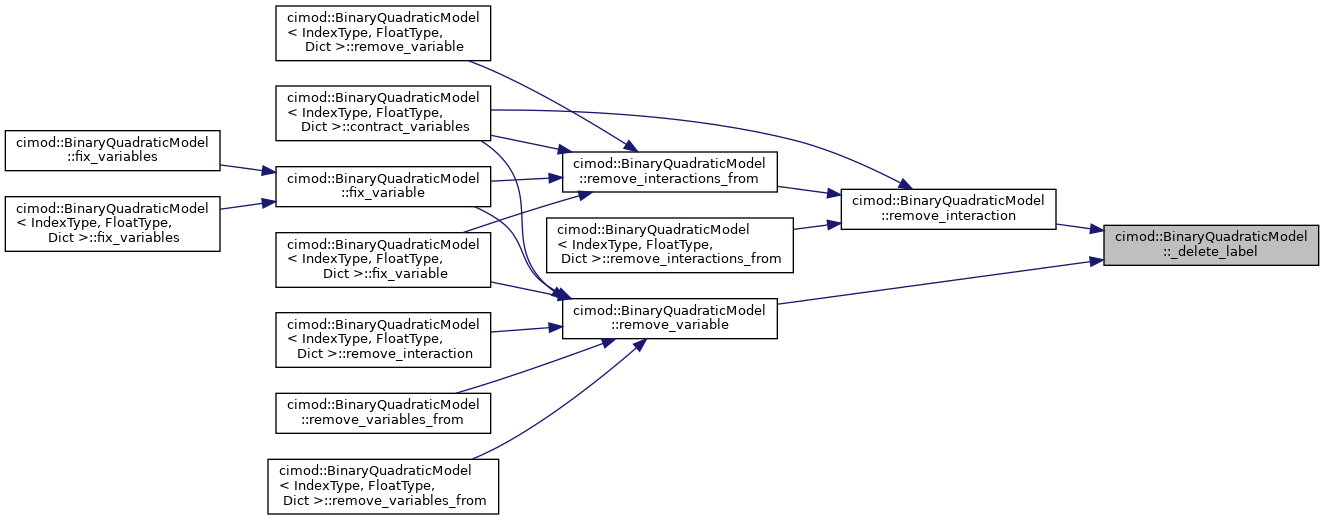 cimod::BinaryQuadraticModel
< IndexType, FloatType,
Dict >::remove_variable
cimod::BinaryQuadraticModel
< IndexType, FloatType,
Dict >::contract_variables
cimod::BinaryQuadraticModel
::fix_variables
cimod::BinaryQuadraticModel
::fix_variable
cimod::BinaryQuadraticModel
< IndexType, FloatType,
Dict >::fix_variables
cimod::BinaryQuadraticModel
< IndexType, FloatType,
Dict >::fix_variable
cimod::BinaryQuadraticModel
< IndexType, FloatType,
Dict >::remove_interaction
cimod::BinaryQuadraticModel
::remove_variables_from
cimod::BinaryQuadraticModel
< IndexType, FloatType,
Dict >::remove_variables_from
cimod::BinaryQuadraticModel
::remove_interactions_from
cimod::BinaryQuadraticModel
< IndexType, FloatType,
Dict >::remove_interactions_from
cimod::BinaryQuadraticModel
::remove_variable
cimod::BinaryQuadraticModel
::remove_interaction
cimod::BinaryQuadraticModel
::_delete_label